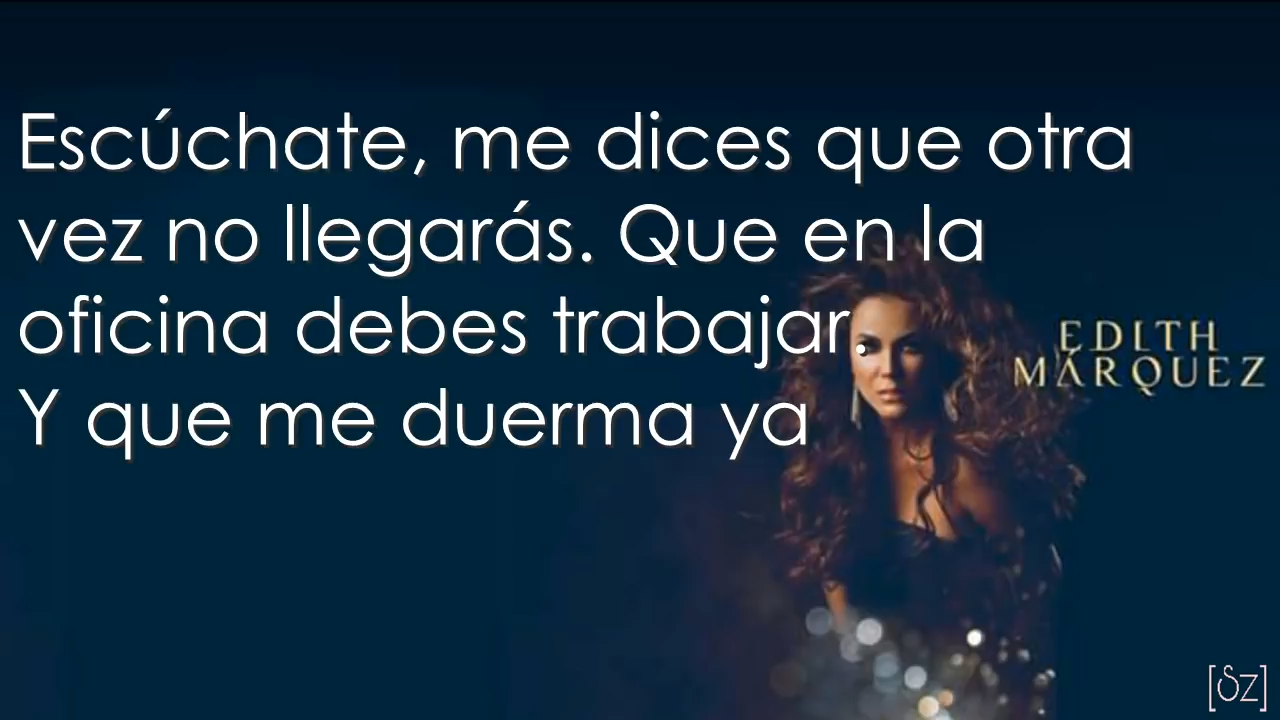 Escúchate, me dices que otra
vez no llegarás. Que en la
oficina debes trabajar.
Y que me duerma ya
EDITH
MÁRQUEZ
[SZ]